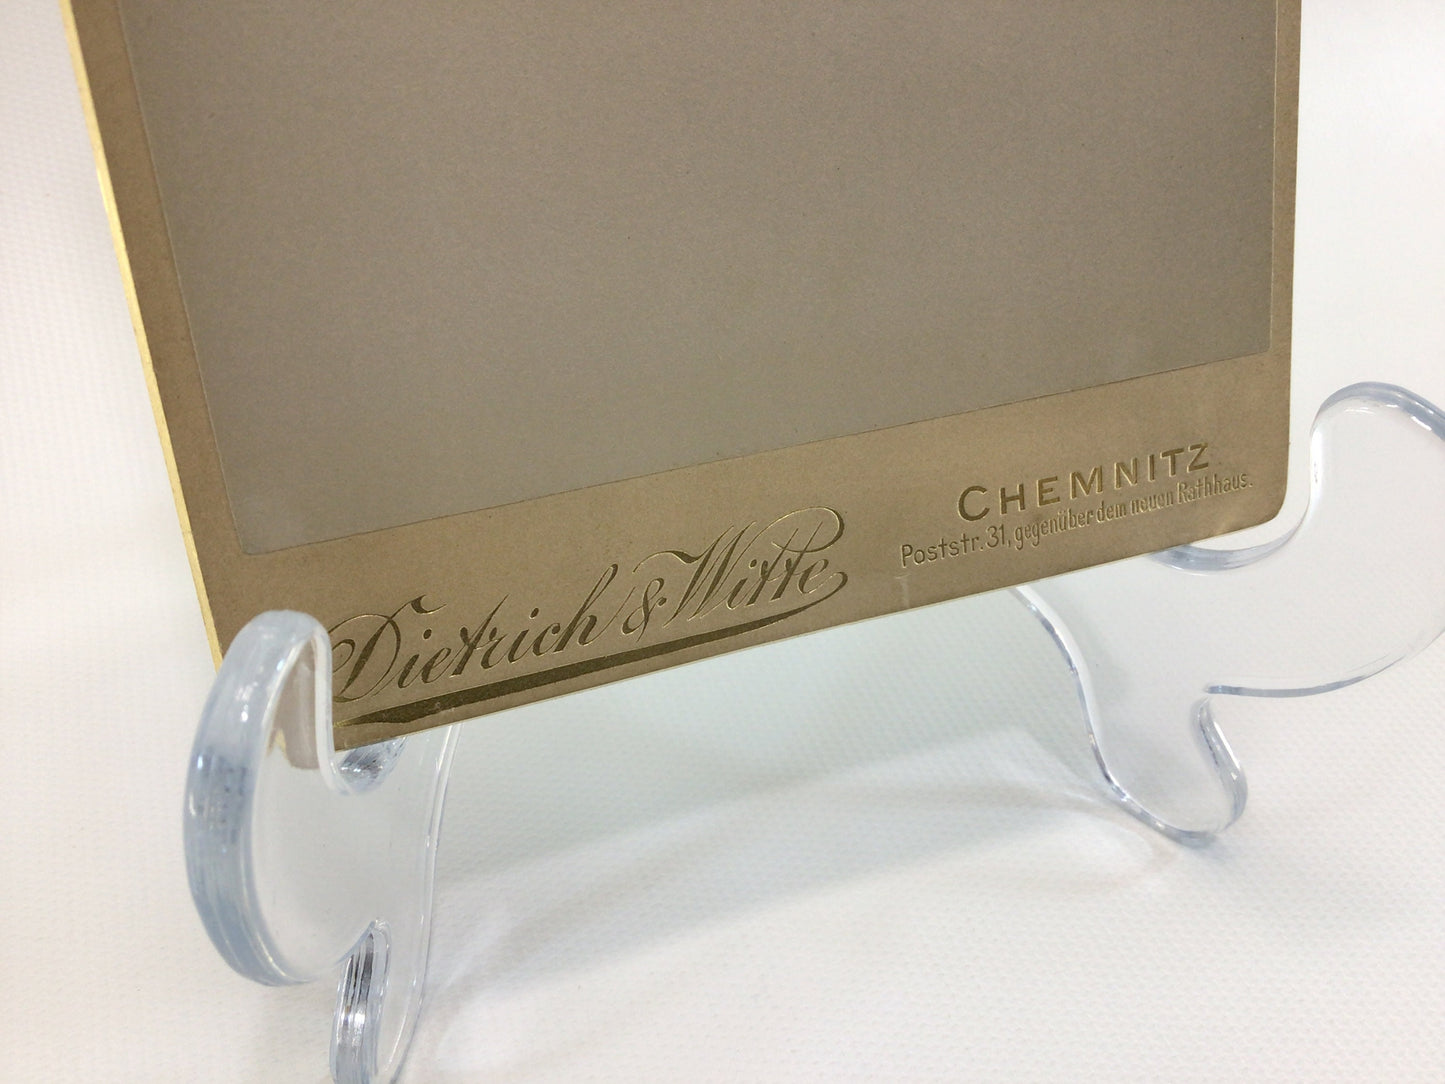 Dietrich & Witte
CHEMNITZ.
Poststr. 31, gegenüber dem neuen Rathhaus.